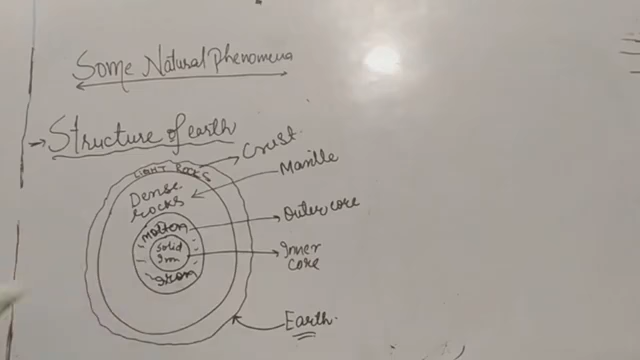 Some Natural Phenomena
Structure of earth
Crust
LIGHT ROCKS
Mantle
Dense
rocks
Outer core
Molten
Solid
Irn
Inner
core
Iron
Earth.